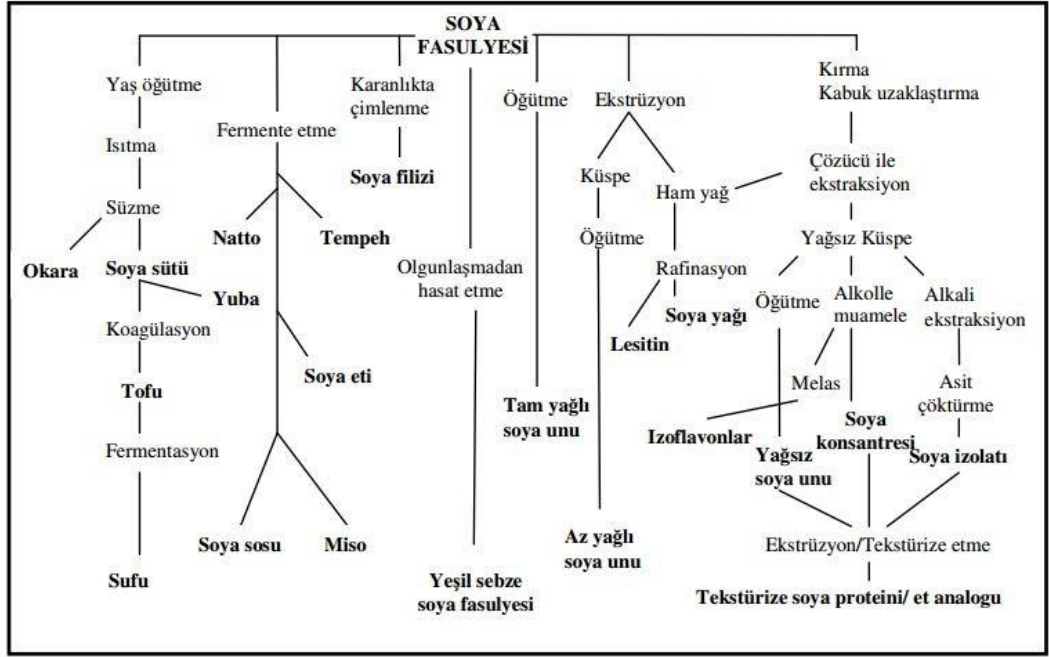 SOYA
FASULYESİ
Yaş öğütme
Isıtma
Süzme
Okara
Soya sütü
Yuba
Koagülasyon
Tofu
Fermentasyon
Sufu
Fermente etme
Natto
Tempeh
Soya eti
Soya sosu
Miso
Karanlıkta
çimlenme
Soya filizi
Olgunlaşmadan
hasat etme
Yeşil sebze
soya fasulyesi
Öğütme
Tam yağlı
soya unu
Ekstrüzyon
Küspe
Öğütme
Az yağlı
soya unu
Ham yağ
Rafinasyon
Soya yağı
Lesitin
Kırma
Kabuk uzaklaştırma
Çözücü ile
ekstraksiyon
Yağsız Küspe
Öğütme
Yağsız
soya unu
Alkolle
muamele
Melas
Izoflavonlar
Soya
konsantresi
Alkali
ekstraksiyon
Asit
çöktürme
Soya izolatı
Ekstrüzyon/Tekstürize etme
Tekstürize soya proteini/ et analogu